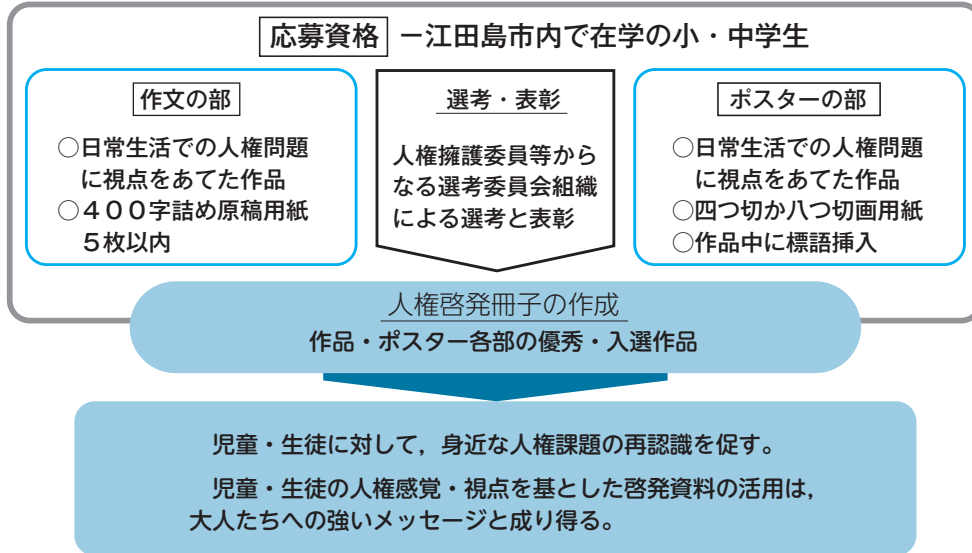 応募資格 −江田島市内で在学の小・中学生
作文の部
○日常生活での人権問題
に視点をあてた作品
○４００字詰め原稿用紙
５枚以内
選考・表彰
人権擁護委員等から
なる選考委員会組織
による選考と表彰
ポスターの部
○日常生活での人権問題
に視点をあてた作品
○四つ切か八つ切画用紙
○作品中に標語挿入
人権啓発冊子の作成
作品・ポスター各部の優秀・入選作品
児童・生徒に対して，身近な人権課題の再認識を促す。
児童・生徒の人権感覚・視点を基とした啓発資料の活用は，
大人たちへの強いメッセージと成り得る。